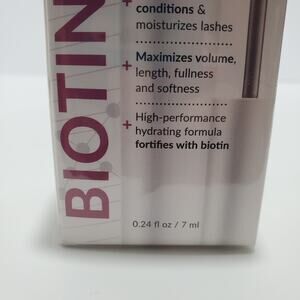 BIOTIN
+ conditions &
moisturizes lashes
+ Maximizes volume,
length, fullness
and softness
+ High-performance
hydrating formula
fortifies with biotin
0.24 fl oz / 7 ml